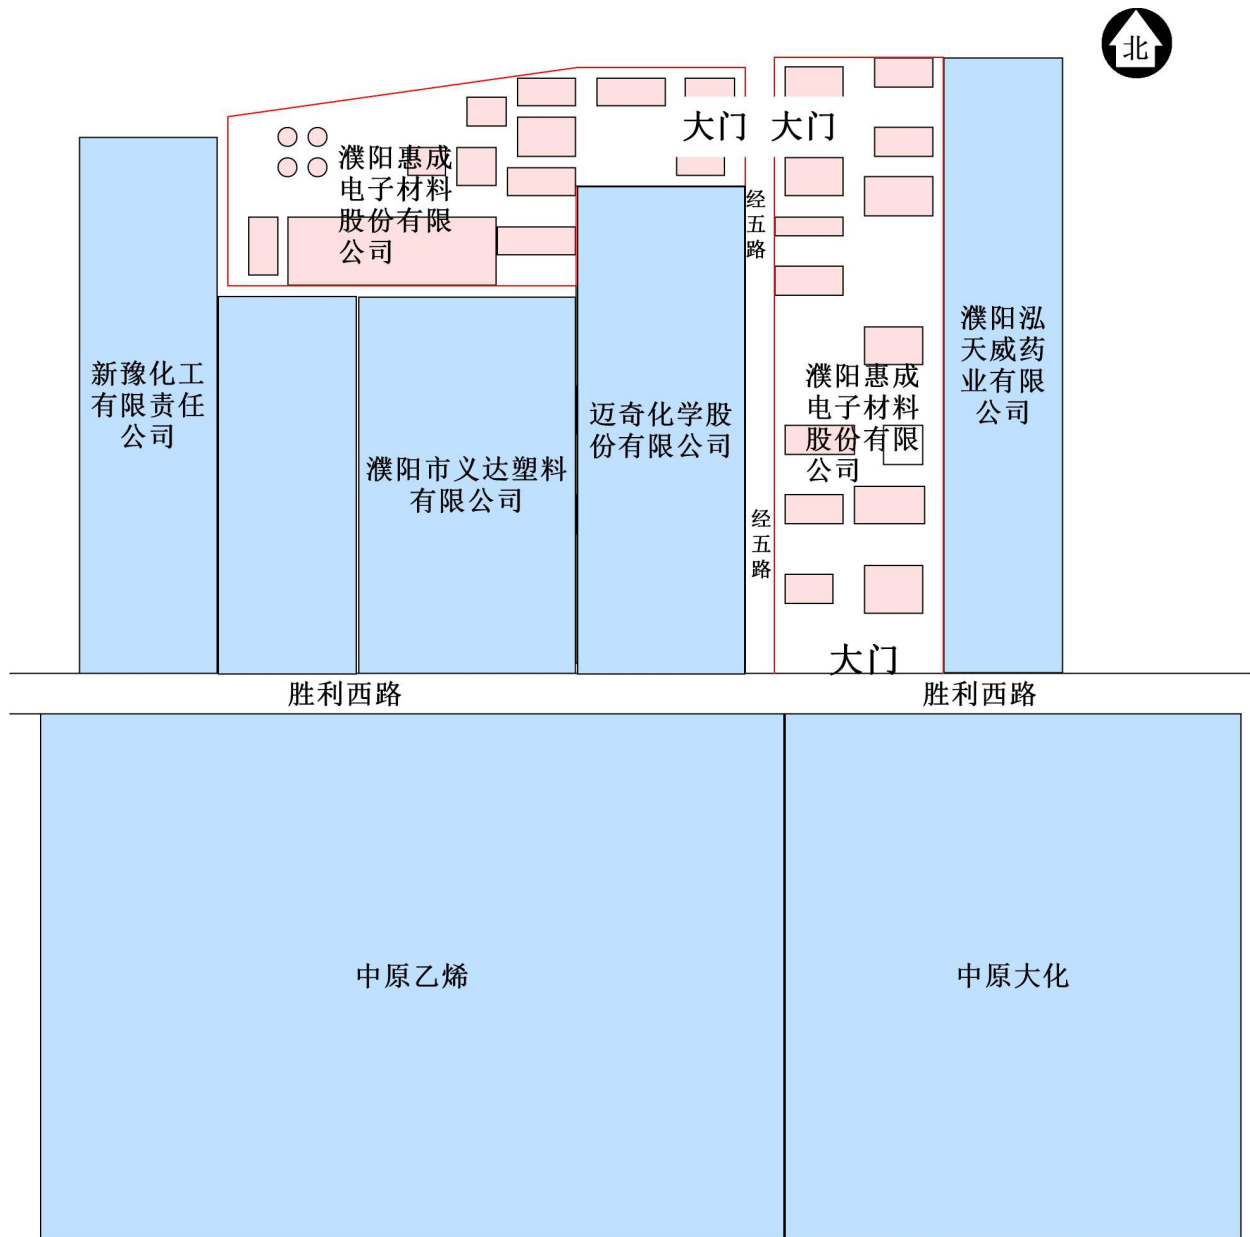 北
大门
大门
濮阳惠成
电子材料
股份有限
公司
经
五
路
濮阳泓
天威药
业有限
公司
新豫化工
有限责任
公司
濮阳惠成
电子材料
股份有限
公司
迈奇化学股
份有限公司
濮阳市义达塑料
有限公司
经
五
路
大门
胜利西路
胜利西路
中原乙烯
中原大化